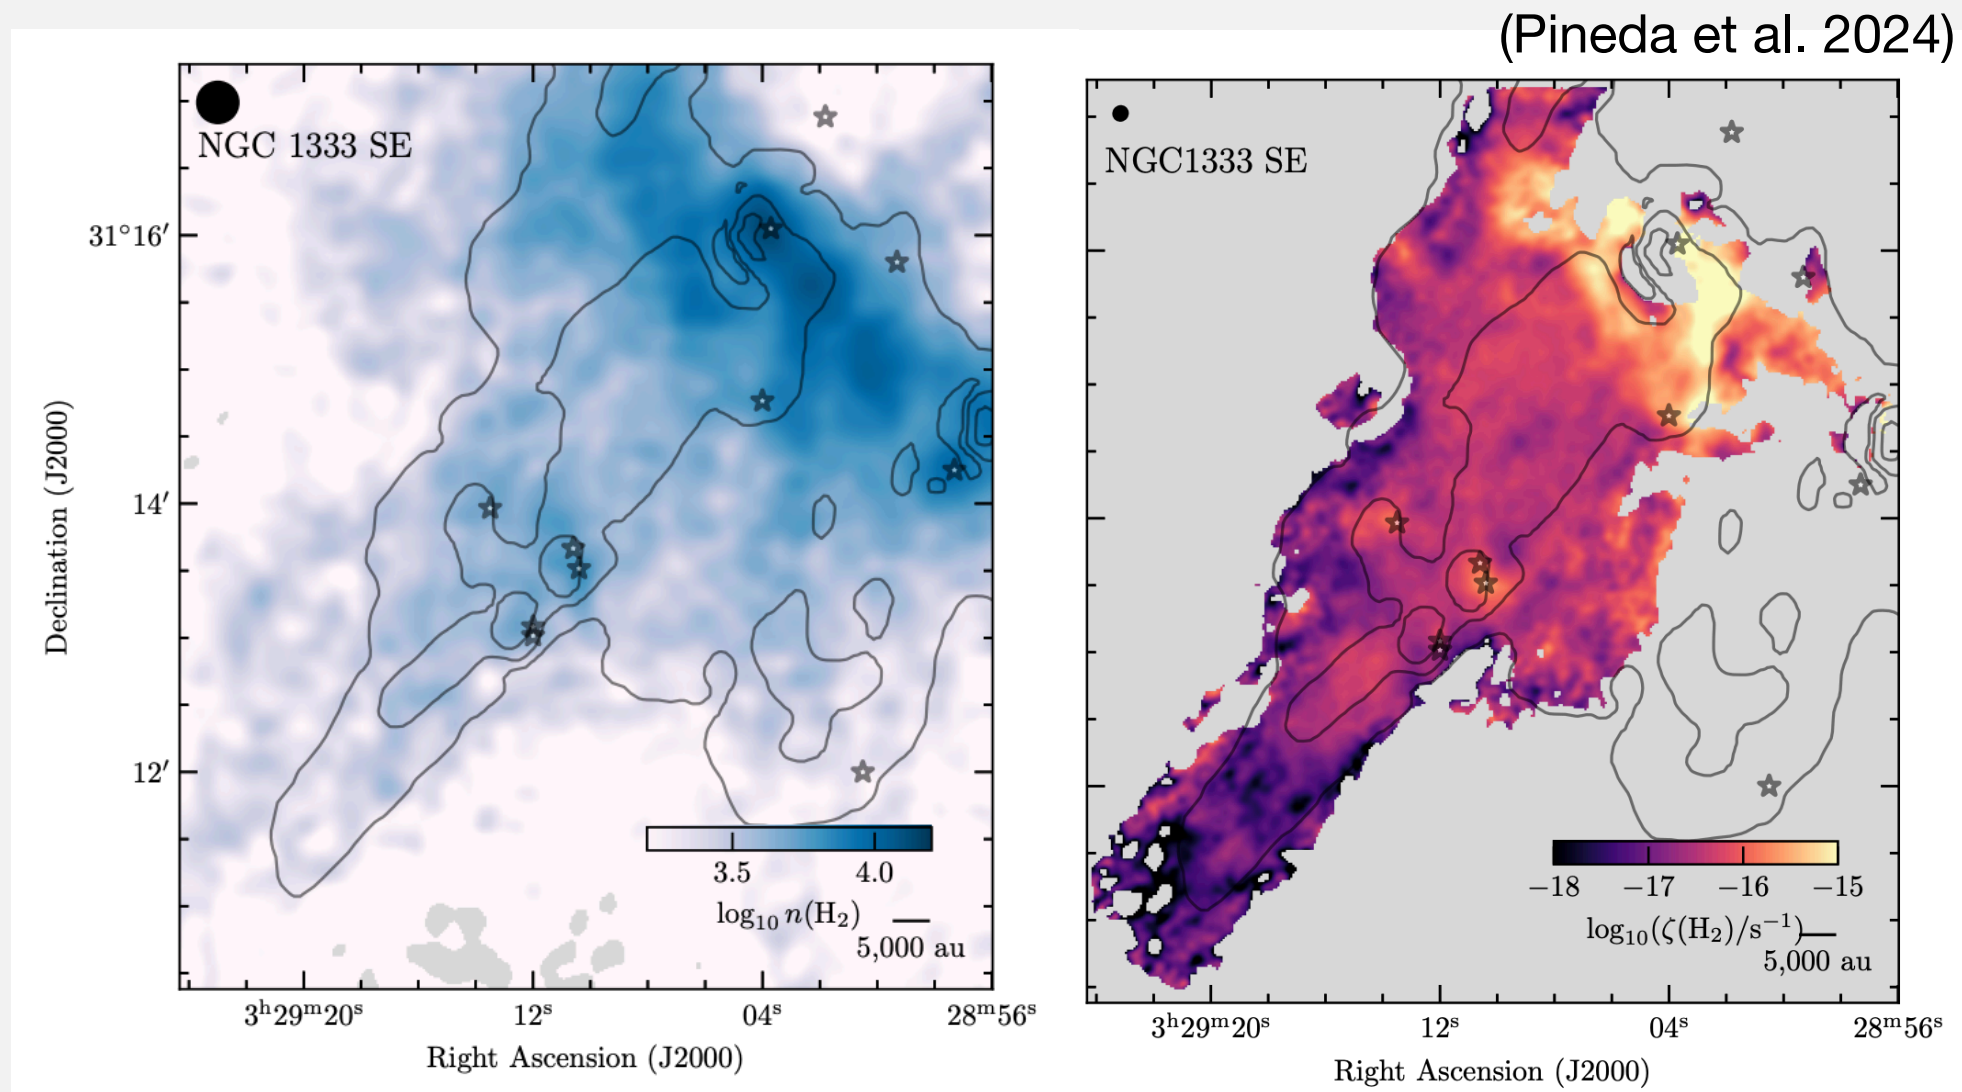 (Pineda et al. 2024)
NGC 1333 SE
31°16′
14′
12′
Declination (J2000)
3.5 4.0
log₁₀ n(H₂)
5,000 au
3ʰ29ᵐ20ˢ 12ˢ 04ˢ 28ᵐ56ˢ
Right Ascension (J2000)
NGC1333 SE
−18 −17 −16 −15
log₁₀(ζ(H₂)/s⁻¹)
5,000 au
3ʰ29ᵐ20ˢ 12ˢ 04ˢ 28ᵐ56ˢ
Right Ascension (J2000)